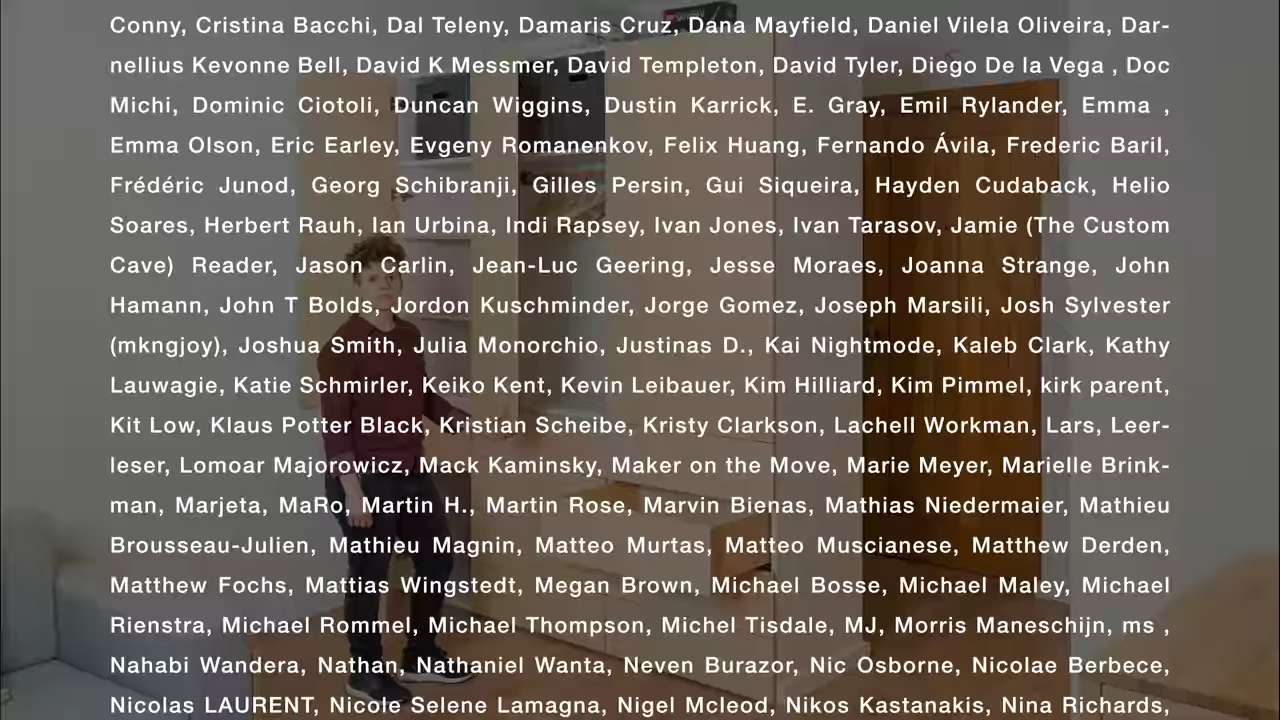 Conny, Cristina Bacchi, Dal Teleny, Damaris Cruz, Dana Mayfield, Daniel Vilela Oliveira, Dar-
nellius Kevonne Bell, David K Messmer, David Templeton, David Tyler, Diego De la Vega , Doc
Michi, Dominic Ciotoli, Duncan Wiggins, Dustin Karrick, E. Gray, Emil Rylander, Emma ,
Emma Olson, Eric Earley, Evgeny Romanenkov, Felix Huang, Fernando Ávila, Frederic Baril,
Frédéric Junod, Georg Schibranji, Gilles Persin, Gui Siqueira, Hayden Cudaback, Helio
Soares, Herbert Rauh, Ian Urbina, Indi Rapsey, Ivan Jones, Ivan Tarasov, Jamie (The Custom
Cave) Reader, Jason Carlin, Jean-Luc Geering, Jesse Moraes, Joanna Strange, John
Hamann, John T Bolds, Jordon Kuschminder, Jorge Gomez, Joseph Marsili, Josh Sylvester
(mkngjoy), Joshua Smith, Julia Monorchio, Justinas D., Kai Nightmode, Kaleb Clark, Kathy
Lauwagie, Katie Schmirler, Keiko Kent, Kevin Leibauer, Kim Hilliard, Kim Pimmel, kirk parent,
Kit Low, Klaus Potter Black, Kristian Scheibe, Kristy Clarkson, Lachell Workman, Lars, Leer-
leser, Lomoar Majorowicz, Mack Kaminsky, Maker on the Move, Marie Meyer, Marielle Brink-
man, Marjeta, MaRo, Martin H., Martin Rose, Marvin Bienas, Mathias Niedermaier, Mathieu
Brousseau-Julien, Mathieu Magnin, Matteo Murtas, Matteo Muscianese, Matthew Derden,
Matthew Fochs, Mattias Wingstedt, Megan Brown, Michael Bosse, Michael Maley, Michael
Rienstra, Michael Rommel, Michael Thompson, Michel Tisdale, MJ, Morris Maneschijn, ms ,
Nahabi Wandera, Nathan, Nathaniel Wanta, Neven Burazor, Nic Osborne, Nicolae Berbece,
Nicolas LAURENT, Nicole Selene Lamagna, Nigel Mcleod, Nikos Kastanakis, Nina Richards,